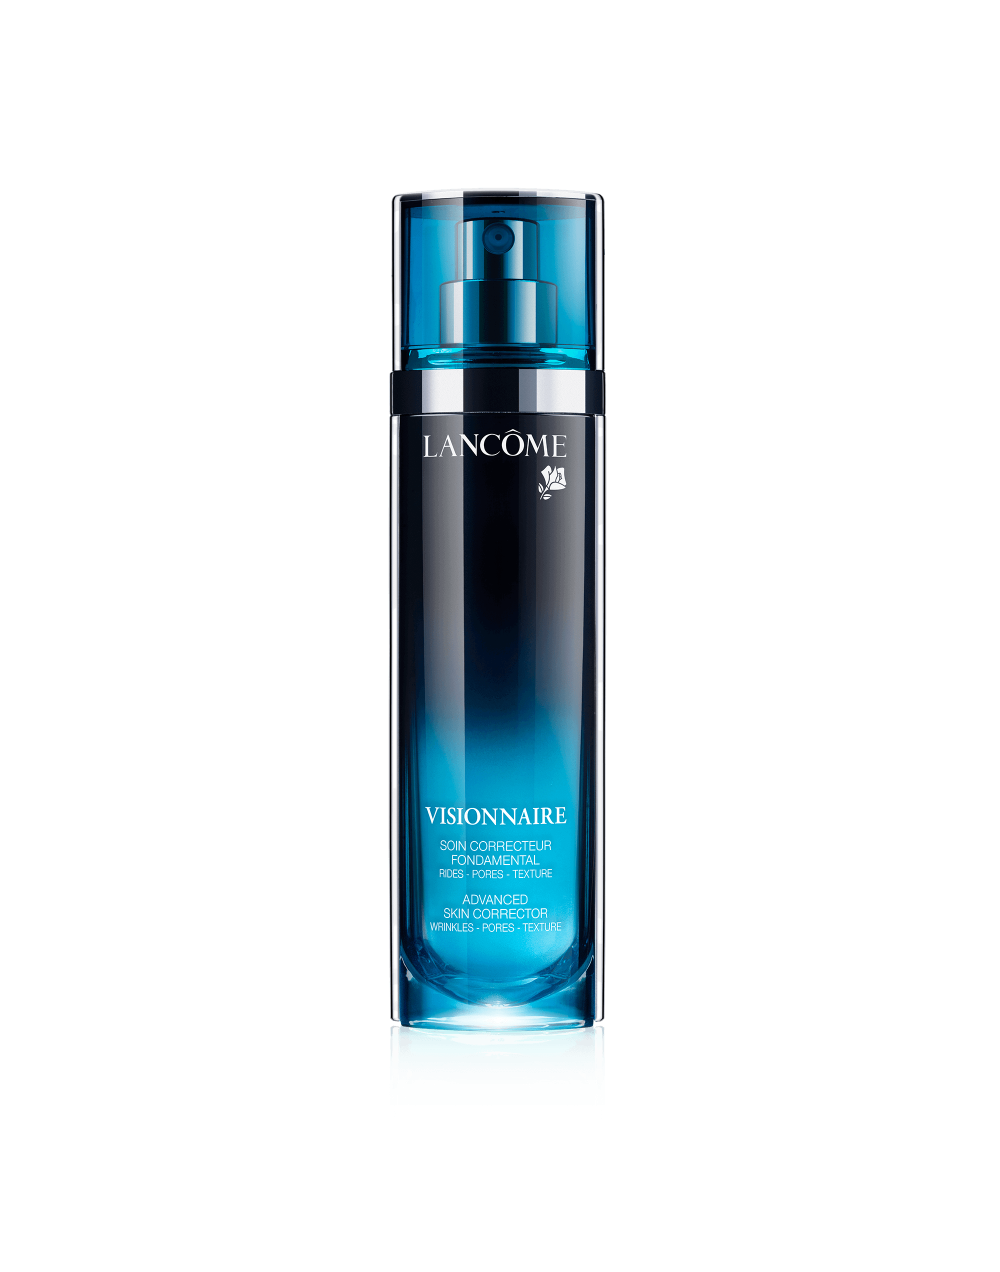 LANCÔME
VISIONNAIRE
SOIN CORRECTEUR
FONDAMENTAL
RIDES - PORES - TEXTURE
ADVANCED
SKIN CORRECTOR
WRINKLES - PORES - TEXTURE